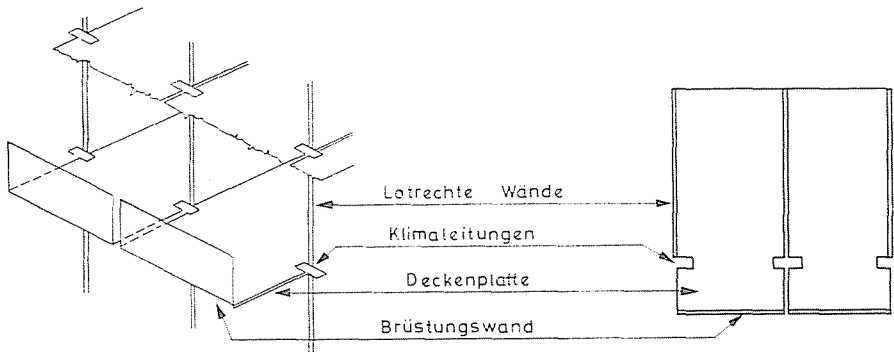 Lotrechte Wände
Klimaleitungen
Deckenplatte
Brüstungswand